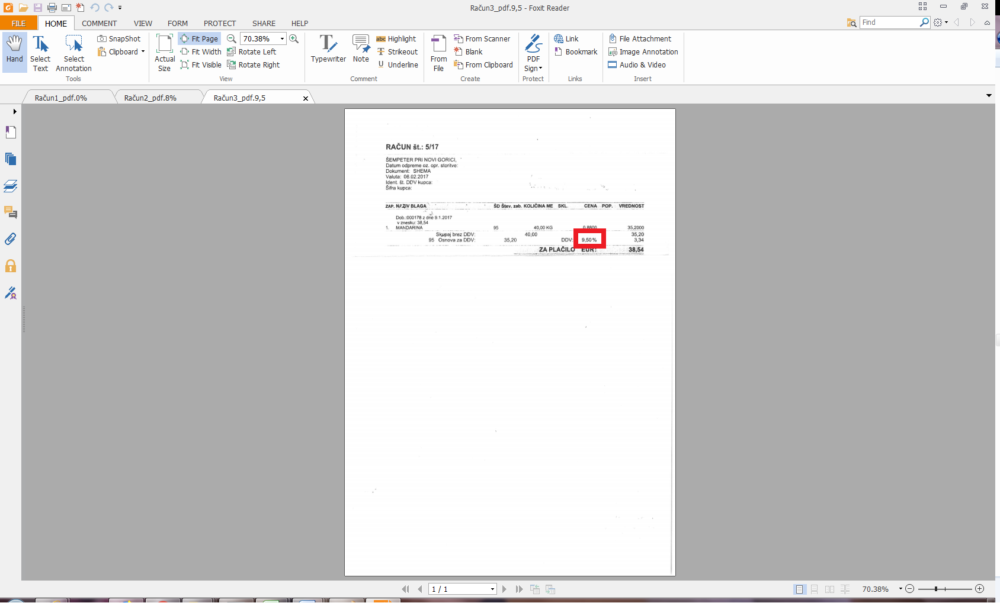 Račun3_pdf.9,5 - Foxit Reader
FILE HOME COMMENT VIEW FORM PROTECT SHARE HELP
Find
Hand
Select Text
Select Annotation
SnapShot
Clipboard
Tools
Actual Size
Fit Page
Fit Width
Fit Visible
70.38%
Rotate Left
Rotate Right
View
Typewriter
Note
abc Highlight
T Strikeout
U Underline
Comment
From File
From Scanner
Blank
From Clipboard
Create
PDF Sign
Protect
Link
Bookmark
Links
File Attachment
Image Annotation
Audio & Video
Insert
Račun1_pdf.0% Račun2_pdf.8% Račun3_pdf.9,5
RAČUN št.: 5/17
ŠEMPETER PRI NOVI GORICI,
Datum odpreme oz. opr. storitve:
Dokument: SHEMA
Valuta: 08.02.2017
Ident. št. DDV kupca:
Šifra kupca:
ZAP. NAZIV BLAGA ŠD Štev. zab. KOLIČINA ME SKL. CENA POP. VREDNOST
Dob.:000178 z dne 9.1.2017
v znesku: 38,54
1. MANDARINA 95 40,00 KG 0,8800 35,2000
Skupaj brez DDV: 40,00 35,20
95 Osnova za DDV: 35,20 DDV: 9,50 % 3,34
ZA PLAČILO EUR: 38,54
1 / 1
70.38%